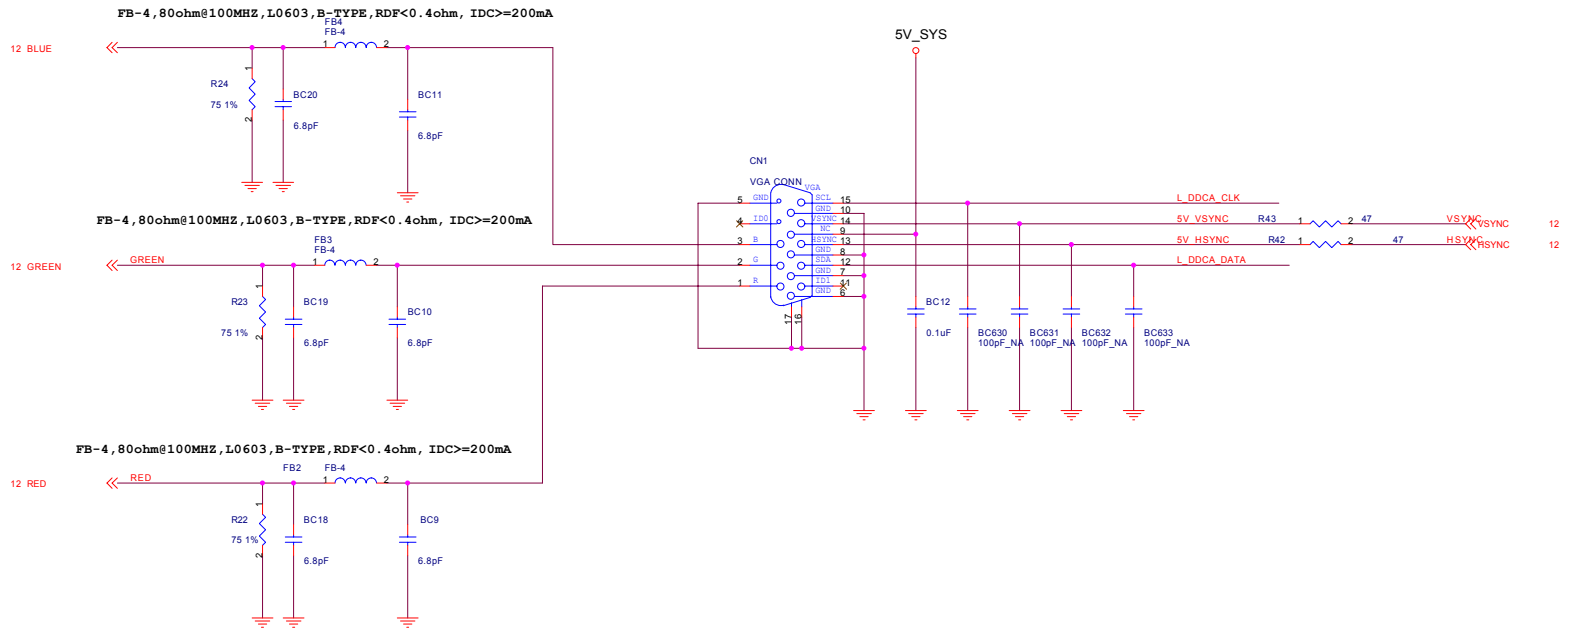 FB-4,80ohm@100MHZ,L0603,B-TYPE,RDF<0.4ohm, IDC>=200mA
FB4
FB-4
12 BLUE
1
2
R24
75 1%
1
2
BC20
6.8pF
BC11
6.8pF
5V_SYS
CN1
VGA CONN
VGA
5 GND
4 ID0
3 B
2 G
1 R
SCL 15
GND 10
VSYNC 14
NC 9
HSYNC 13
GND 8
SDA 12
GND 7
ID1 11
GND 6
17
16
L_DDCA_CLK
5V_VSYNC
R43
1
2
47
VSYNC
VSYNC
12
5V_HSYNC
R42
1
2
47
HSYNC
HSYNC
12
L_DDCA_DATA
BC12
0.1uF
BC630
100pF_NA
BC631
100pF_NA
BC632
100pF_NA
BC633
100pF_NA
FB-4,80ohm@100MHZ,L0603,B-TYPE,RDF<0.4ohm, IDC>=200mA
FB3
FB-4
12 GREEN
GREEN
1
2
R23
75 1%
1
2
BC19
6.8pF
BC10
6.8pF
FB-4,80ohm@100MHZ,L0603,B-TYPE,RDF<0.4ohm, IDC>=200mA
FB2
FB-4
12 RED
RED
1
2
R22
75 1%
1
2
BC18
6.8pF
BC9
6.8pF